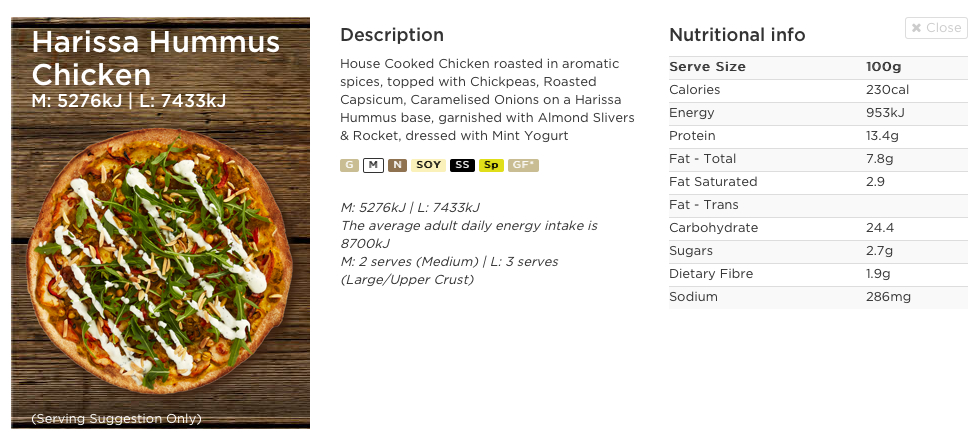 Harissa Hummus
Chicken
M: 5276kJ | L: 7433kJ
(Serving Suggestion Only)
Description
House Cooked Chicken roasted in aromatic
spices, topped with Chickpeas, Roasted
Capsicum, Caramelised Onions on a Harissa
Hummus base, garnished with Almond Slivers
& Rocket, dressed with Mint Yogurt
G M N SOY SS Sp GF*
M: 5276kJ | L: 7433kJ
The average adult daily energy intake is
8700kJ
M: 2 serves (Medium) | L: 3 serves
(Large/Upper Crust)
Nutritional info
✖ Close
Serve Size 100g
Calories 230cal
Energy 953kJ
Protein 13.4g
Fat - Total 7.8g
Fat Saturated 2.9
Fat - Trans
Carbohydrate 24.4
Sugars 2.7g
Dietary Fibre 1.9g
Sodium 286mg